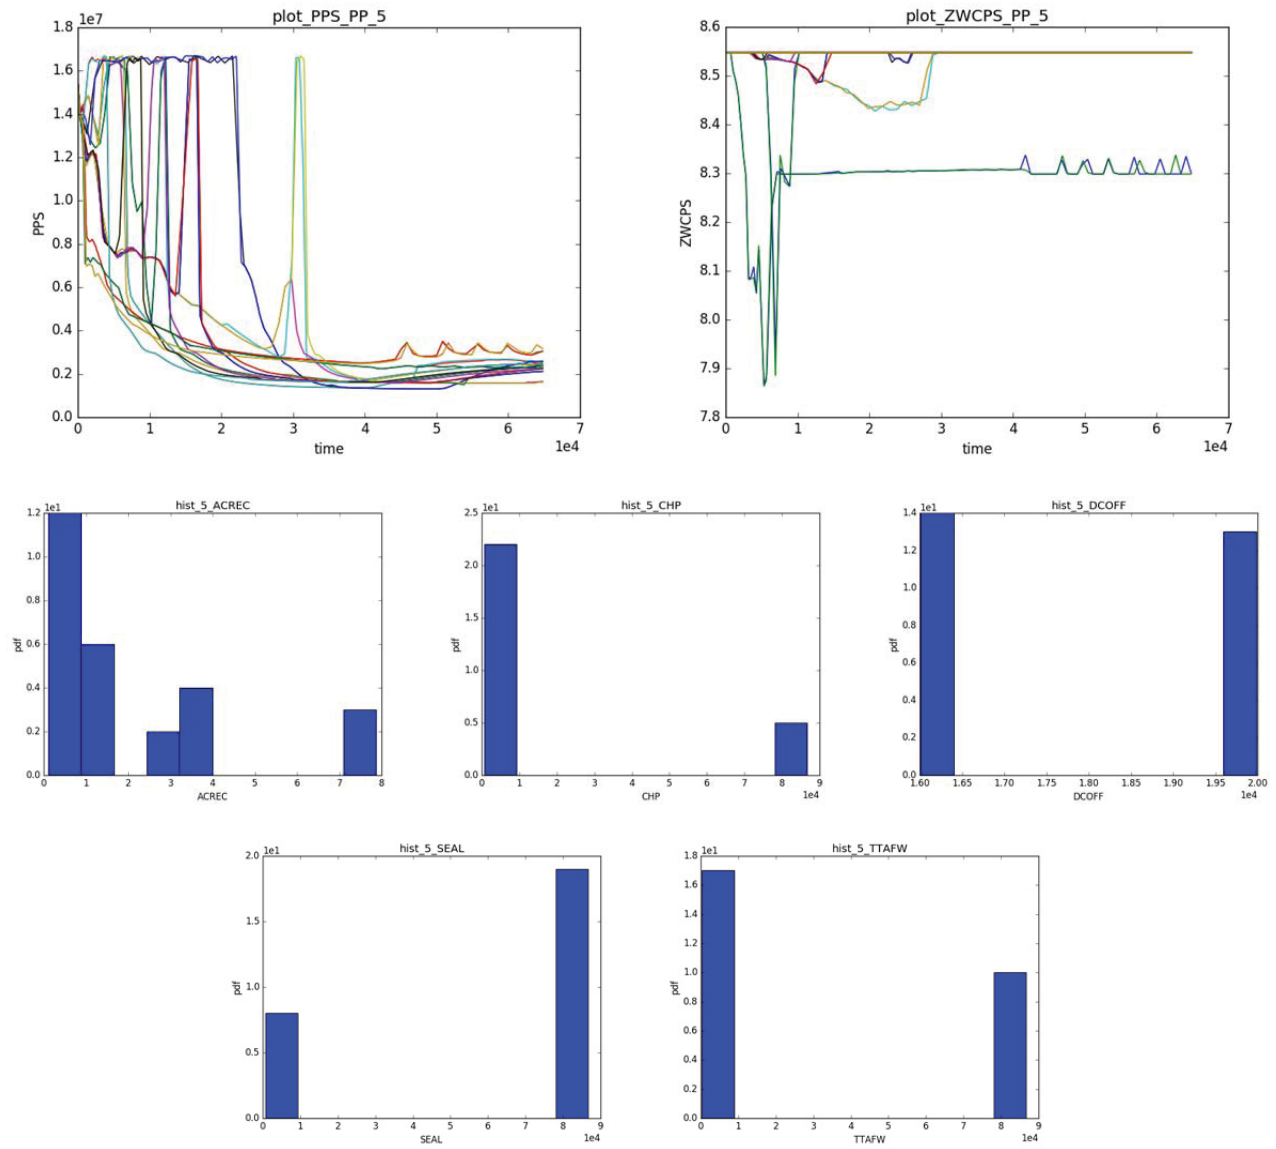 plot_PPS_PP_5
1e7
1.8
1.6
1.4
1.2
1.0
0.8
0.6
0.4
0.2
0.0
PPS
0 1 2 3 4 5 6 7
time 1e4
plot_ZWCPS_PP_5
8.6
8.5
8.4
8.3
8.2
8.1
8.0
7.9
7.8
ZWCPS
0 1 2 3 4 5 6 7
time 1e4
hist_5_ACREC
1e1
1.2
1.0
0.8
0.6
0.4
0.2
0.0
pdf
0 1 2 3 4 5 6 7 8
ACREC
hist_5_CHP
1e1
2.5
2.0
1.5
1.0
0.5
0.0
pdf
0 1 2 3 4 5 6 7 8 9
CHP 1e4
hist_5_DCOFF
1e1
1.4
1.2
1.0
0.8
0.6
0.4
0.2
0.0
pdf
1.60 1.65 1.70 1.75 1.80 1.85 1.90 1.95 2.00
DCOFF 1e4
hist_5_SEAL
1e1
2.0
1.5
1.0
0.5
0.0
pdf
0 1 2 3 4 5 6 7 8 9
SEAL 1e4
hist_5_TTAFW
1e1
1.8
1.6
1.4
1.2
1.0
0.8
0.6
0.4
0.2
0.0
pdf
0 1 2 3 4 5 6 7 8 9
TTAFW 1e4